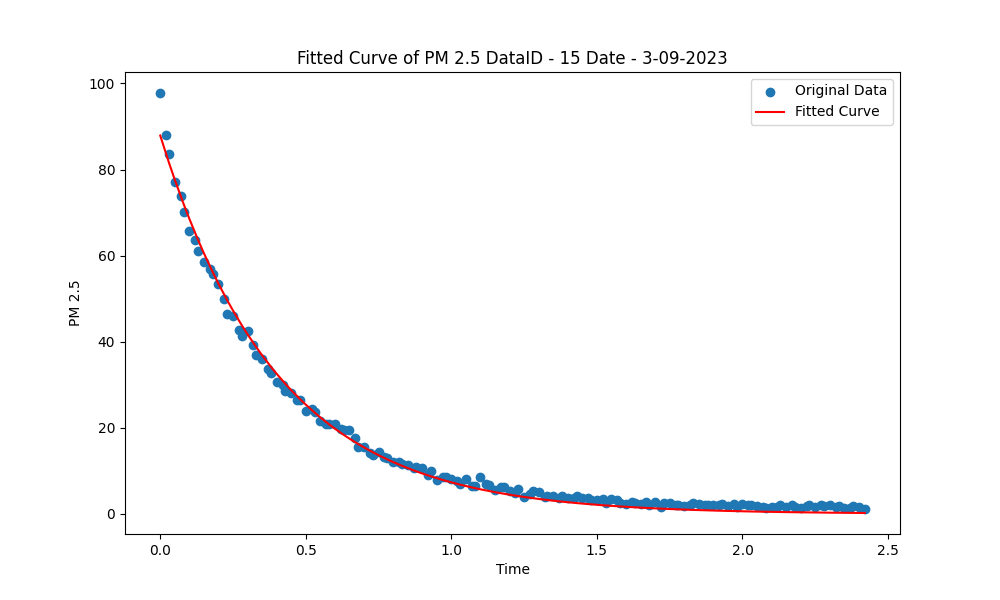 Fitted Curve of PM 2.5 DataID - 15 Date - 3-09-2023
Original Data
Fitted Curve
PM 2.5
100
80
60
40
20
0
0.0 0.5 1.0 1.5 2.0 2.5
Time